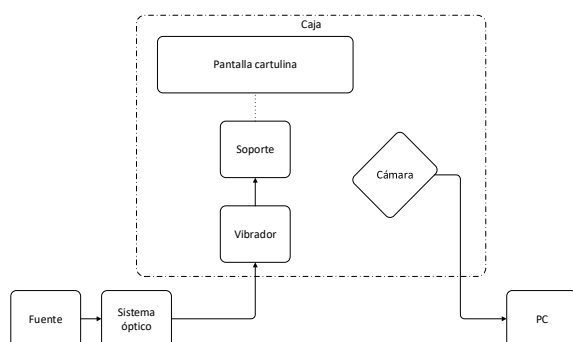 Caja
Pantalla cartulina
Soporte
Cámara
Vibrador
Fuente
Sistema
óptico
PC